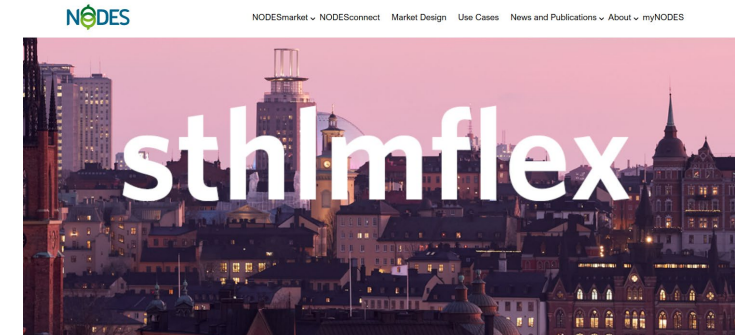 NODES
NODESmarket NODESconnect Market Design Use Cases News and Publications About myNODES
sthlmflex